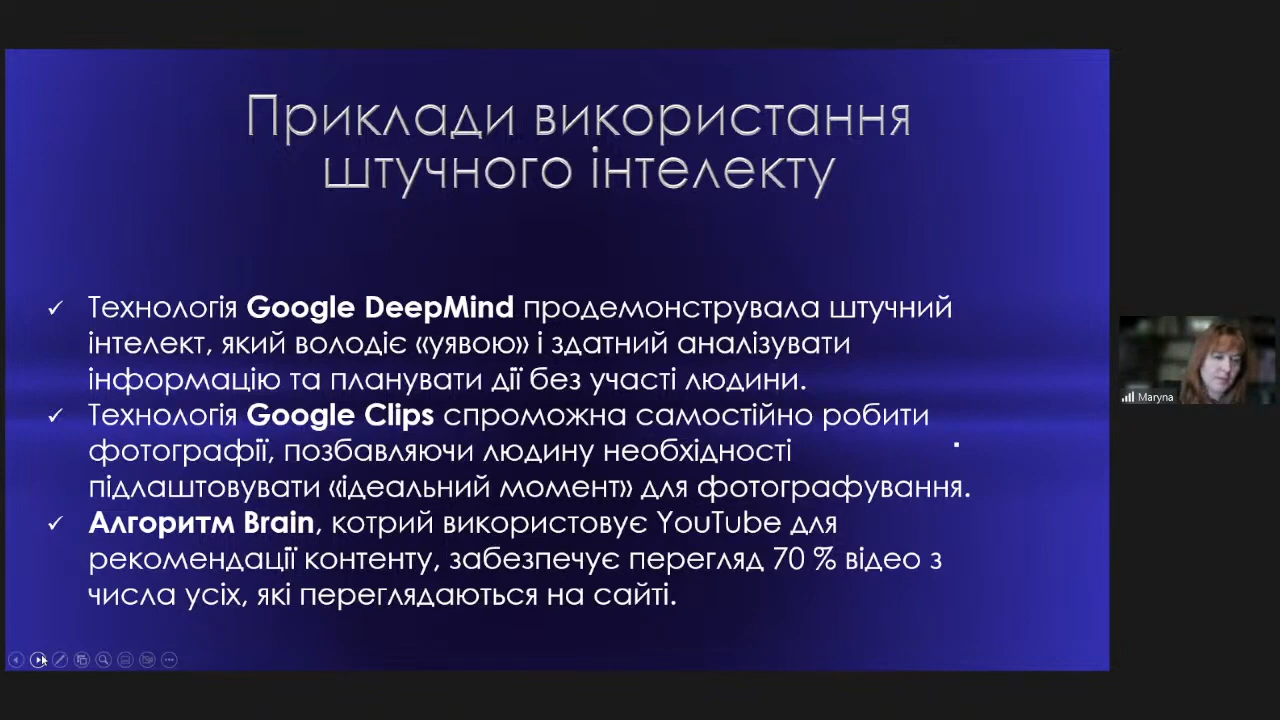 Приклади використання
штучного інтелекту
✓ Технологія Google DeepMind продемонструвала штучний
інтелект, який володіє «уявою» і здатний аналізувати
інформацію та планувати дії без участі людини.
✓ Технологія Google Clips спроможна самостійно робити
фотографії, позбавляючи людину необхідності
підлаштовувати «ідеальний момент» для фотографування.
✓ Алгоритм Brain, котрий використовує YouTube для
рекомендації контенту, забезпечує перегляд 70 % відео з
числа усіх, які переглядаються на сайті.
Maryna